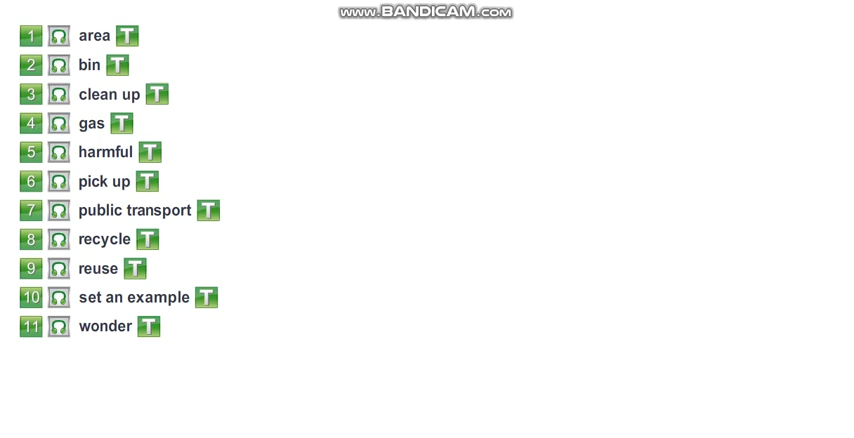 www.BANDICAM.com
1 area T
2 bin T
3 clean up T
4 gas T
5 harmful T
6 pick up T
7 public transport T
8 recycle T
9 reuse T
10 set an example T
11 wonder T